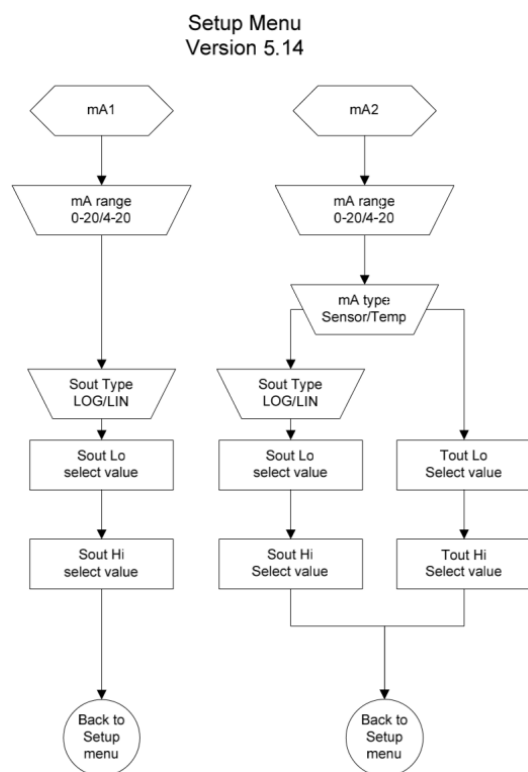 Setup Menu
Version 5.14
mA1
mA range
0-20/4-20
Sout Type
LOG/LIN
Sout Lo
select value
Sout Hi
select value
Back to
Setup
menu
mA2
mA range
0-20/4-20
mA type
Sensor/Temp
Sout Type
LOG/LIN
Sout Lo
select value
Sout Hi
Select value
Tout Lo
Select value
Tout Hi
Select value
Back to
Setup
menu